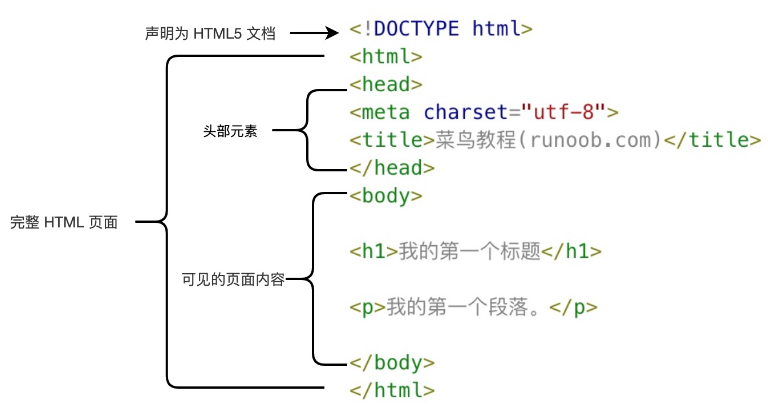 声明为 HTML5 文档
<!DOCTYPE html>
<html>
<head>
<meta charset="utf-8">
头部元素
<title>菜鸟教程(runoob.com)</title>
</head>
<body>
完整 HTML 页面
<h1>我的第一个标题</h1>
可见的页面内容
<p>我的第一个段落。</p>
</body>
</html>